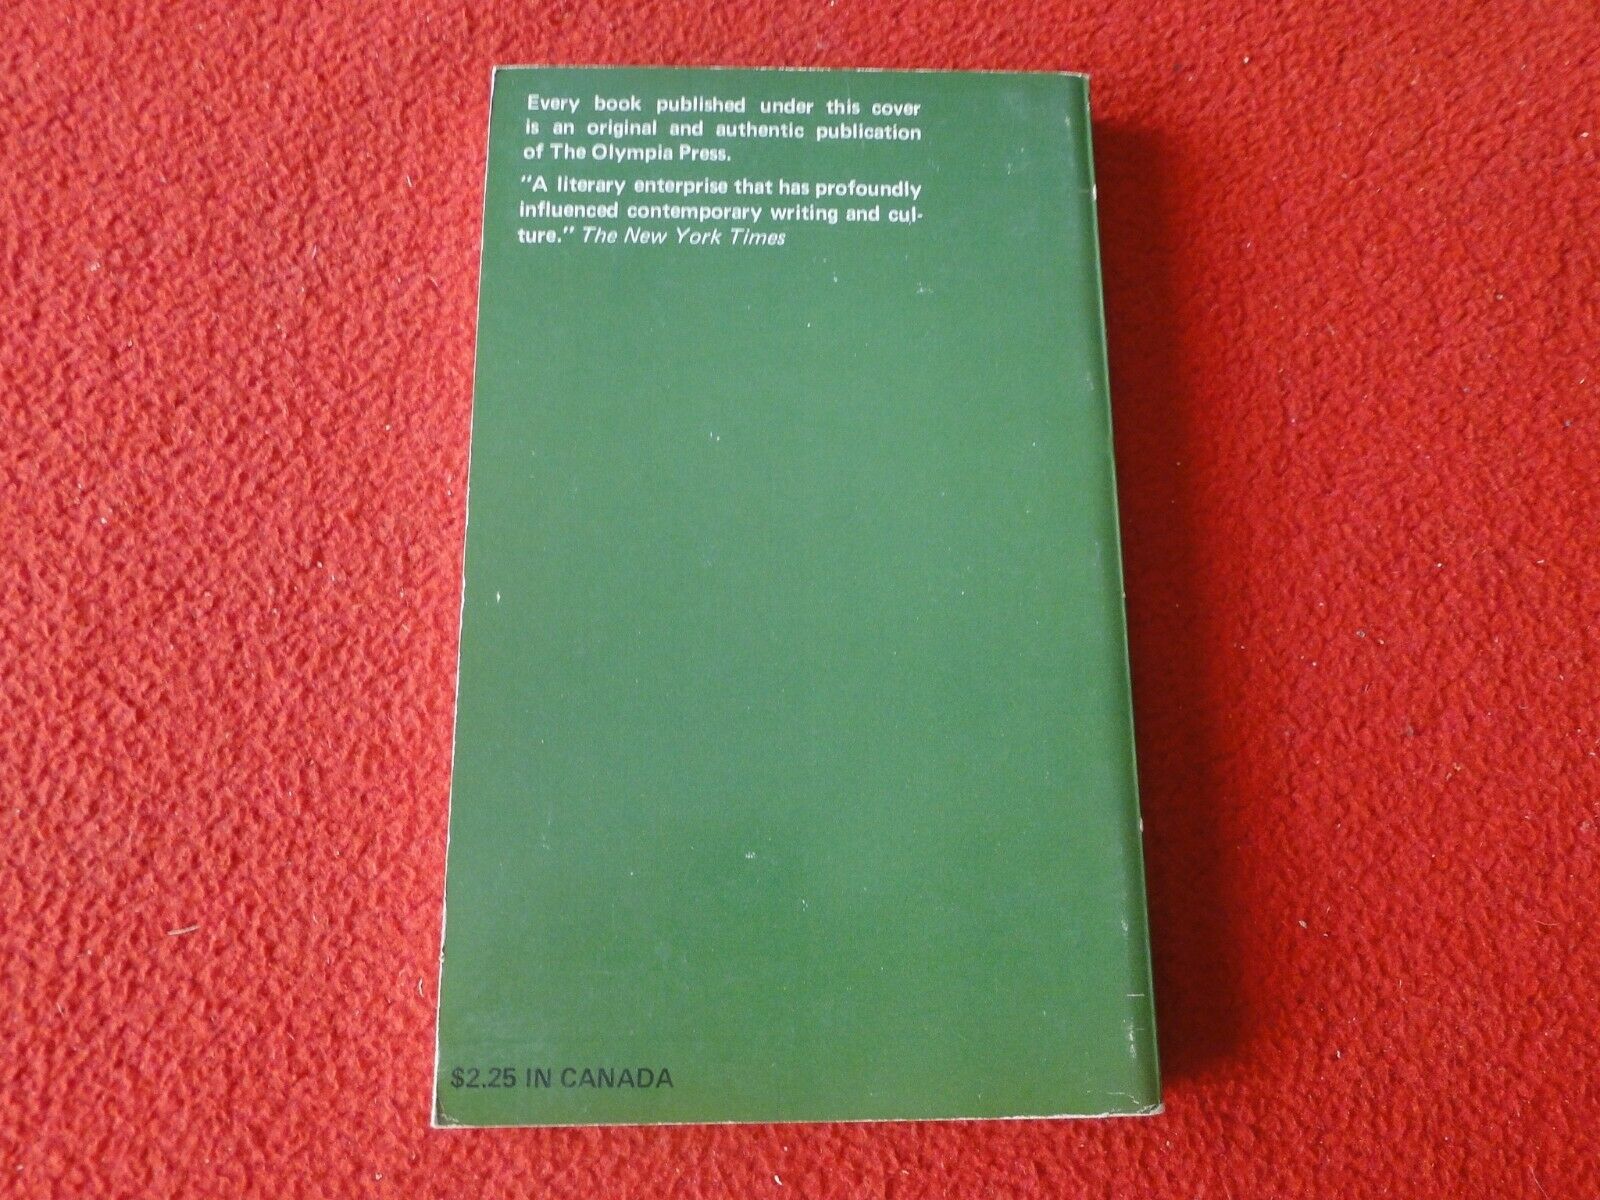 Every book published under this cover
is an original and authentic publication
of The Olympia Press.
"A literary enterprise that has profoundly
influenced contemporary writing and cul-
ture." The New York Times
$2.25 IN CANADA